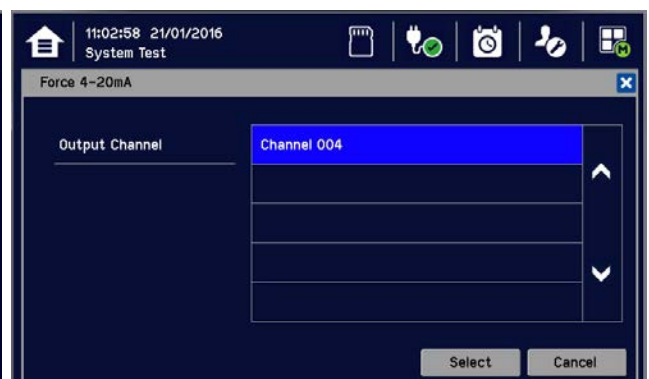 11:02:58 21/01/2016
System Test
M
Force 4-20mA
Output Channel
Channel 004
Select
Cancel